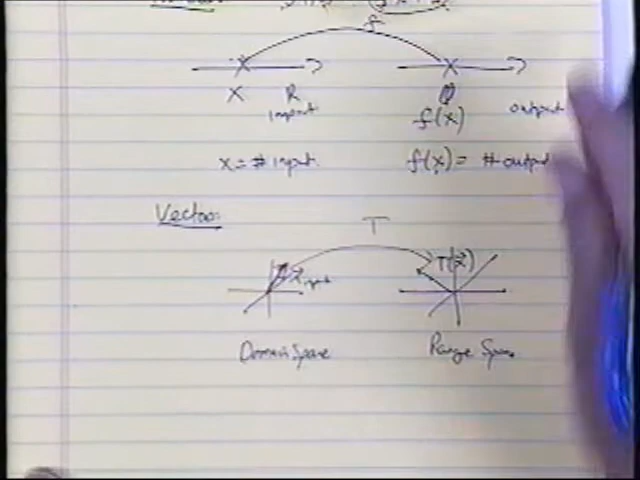 f
x R
input
f(x) output
x = # input f(x) = # output
Vector
T
x⃗ input T(x⃗)
Domain Space Range Space